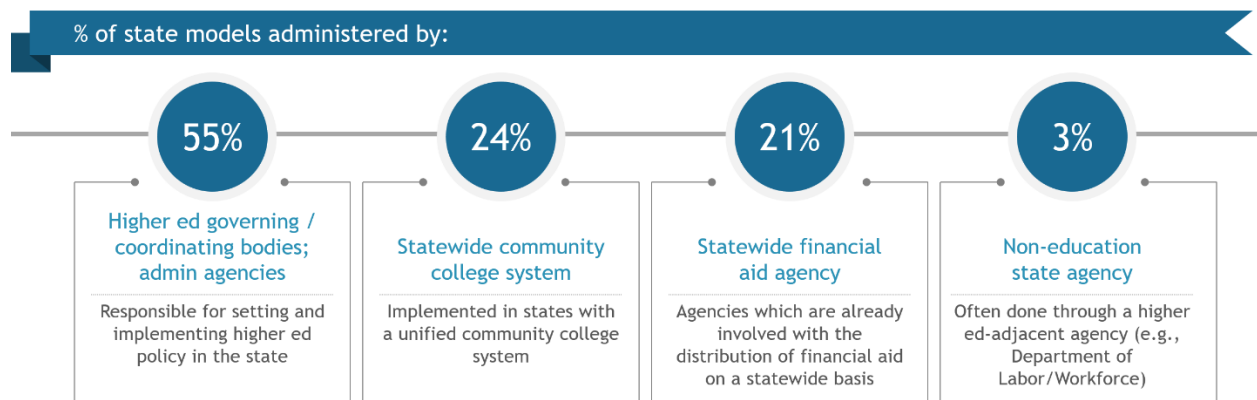 % of state models administered by:
55%
Higher ed governing /
coordinating bodies;
admin agencies
Responsible for setting and
implementing higher ed
policy in the state
24%
Statewide community
college system
Implemented in states with
a unified community college
system
21%
Statewide financial
aid agency
Agencies which are already
involved with the
distribution of financial aid
on a statewide basis
3%
Non-education
state agency
Often done through a higher
ed-adjacent agency (e.g.,
Department of
Labor/Workforce)